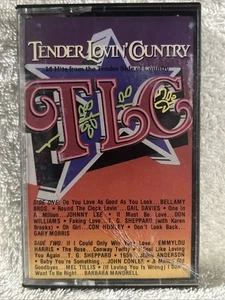 TENDER LOVIN' COUNTRY
14 Hits from the Tender Side of Country
TLC
SIDE ONE: Do You Love As Good As You Look... BELLAMY
BROS. Round The Clock Lovin'... GAIL DAVIES • One In
A Million... JOHNNY LEE • It Must Be Love... DON
WILLIAMS • Faking Love... T. G. SHEPPARD (with Karen
Brooks) • Oh Girl... CON HUNLEY • Don't Look Back..
GARY MORRIS
SIDE TWO: If I Could Only Win Your Love... EMMYLOU
HARRIS • The Rose... Conway Twitty • Feel Like Loving
You Again... T. G. SHEPPARD • 1959... JOHN ANDERSON
• Baby You're Something... CONLEE • A Million Old
Goodbyes... MEL TILLIS • (If Loving You Is Wrong) I Don't
Want To Be Right.. BARBARA MANDRELL